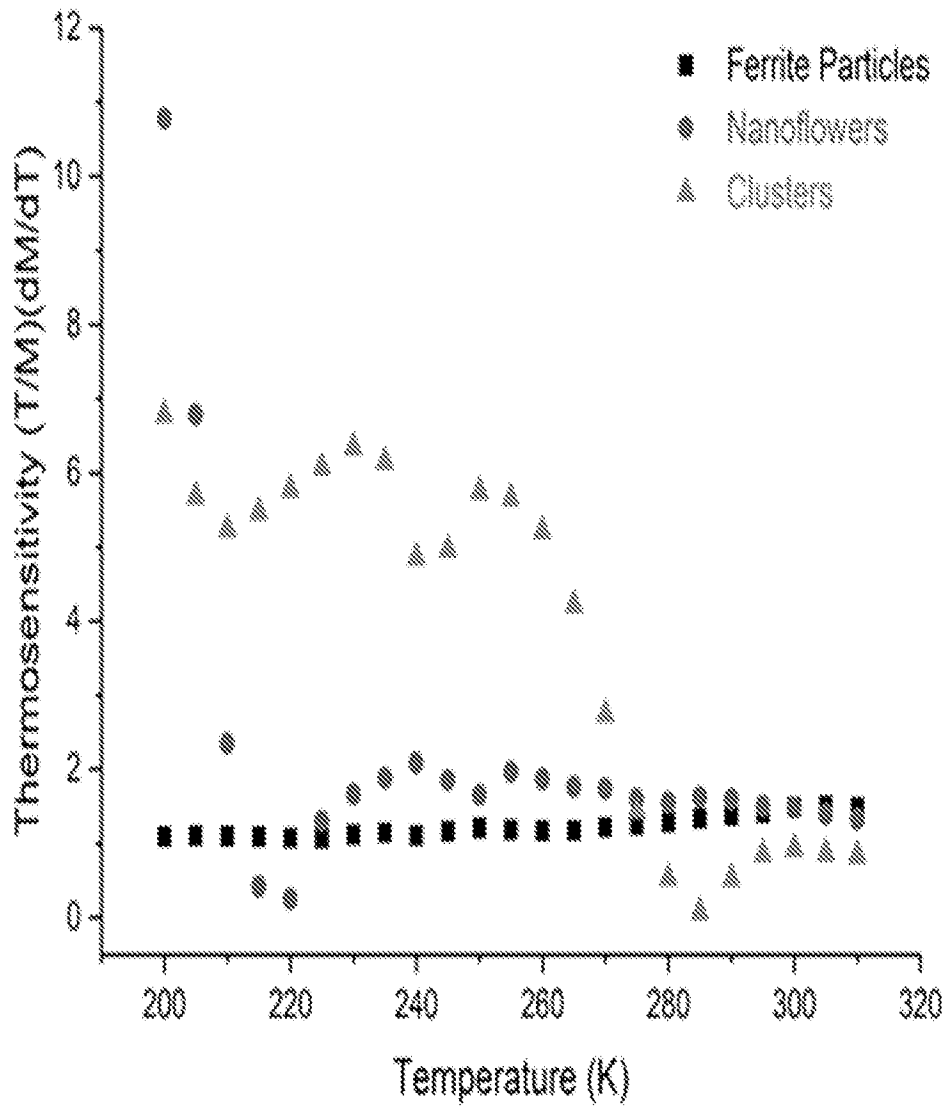 12
10
8
6
4
2
0
Thermosensitivity (T/M)(dM/dT)
Ferrite Particles
Nanoflowers
Clusters
200 220 240 260 280 300 320
Temperature (K)